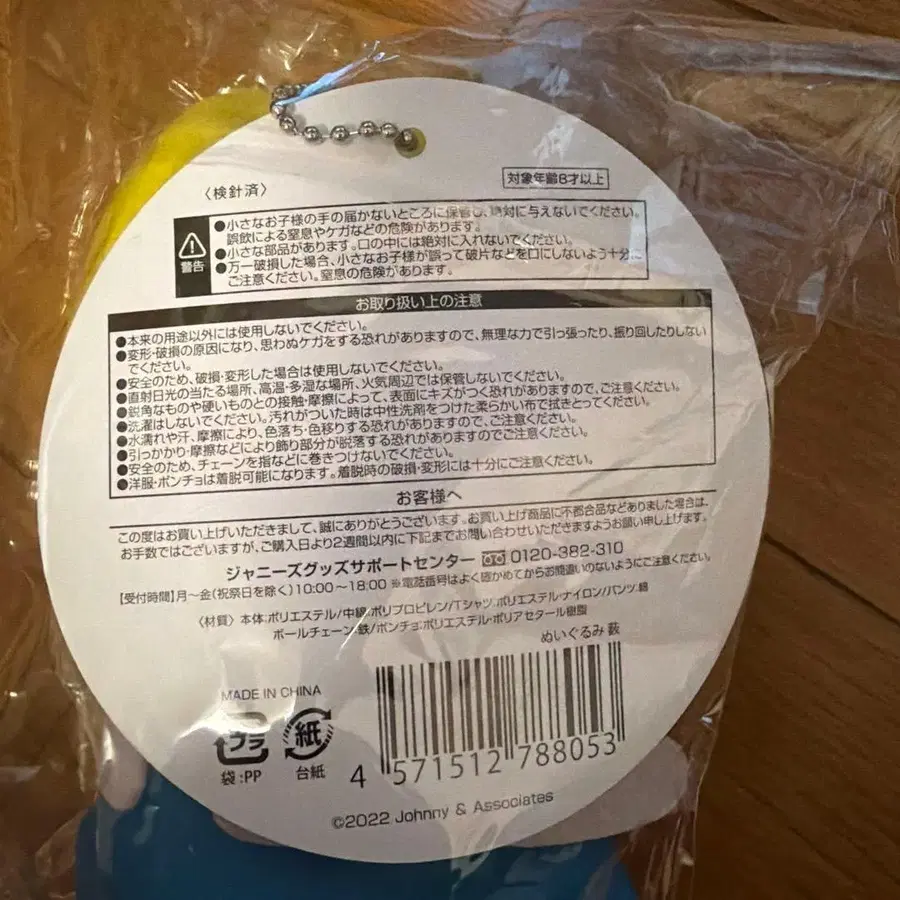 〈検針済〉
対象年齢8才以上
警告
●小さなお子様の手の届かないところに保管し、絶対に与えないでください。
誤飲による窒息やケガなどの危険があります。
●小さな部品があります。口の中には絶対に入れないでください。
●万一破損した場合、小さなお子様が誤って破片などを口にしないよう十分に
ご注意ください。窒息の危険があります。
お取り扱い上の注意
●本来の用途以外には使用しないでください。
●変形・破損の原因になり、思わぬケガをする恐れがありますので、無理な力で引っ張ったり、振り回したりしない
でください。
●安全のため、破損・変形した場合は使用しないでください。
●直射日光の当たる場所、高温・多湿な場所、火気周辺では保管しないでください。
●鋭角なものや硬いものとの接触・摩擦によって、表面にキズがつく恐れがありますので、ご注意ください。
●洗濯はしないでください。汚れがついた時は中性洗剤をつけた柔らかい布で拭きとってください。
●水濡れや汗、摩擦により、色落ち・色移りする恐れがありますので、ご注意ください。
●引っかかり・摩擦などにより飾り部分が脱落する恐れがありますのでご注意ください。
●安全のため、チェーンを指などに巻きつけないでください。
●洋服・ポンチョは着脱可能になります。着脱時の破損・変形には十分にご注意ください。
お客様へ
この度はお買い上げいただきまして、誠にありがとうございます。お買い上げ商品に不都合品などありました場合は、
お手数ではございますが、ご購入日より2週間以内に下記までお問い合わせいただきますようお願い申し上げます。
ジャニーズグッズサポートセンター 0120-382-310
【受付時間】月〜金(祝祭日を除く)10:00〜18:00 ※電話番号はよく確かめてからお間違いのないようにご注意ください。
〈材質〉本体:ポリエステル/中綿:ポリプロピレン/Tシャツ:ポリエステル・ナイロン/パンツ:綿
ボールチェーン:鉄/ポンチョ:ポリエステル・ポリアセタール樹脂
ぬいぐるみ 薮
MADE IN CHINA
プラ
袋:PP
紙
台紙
4 571512 788053
©2022 Johnny & Associates